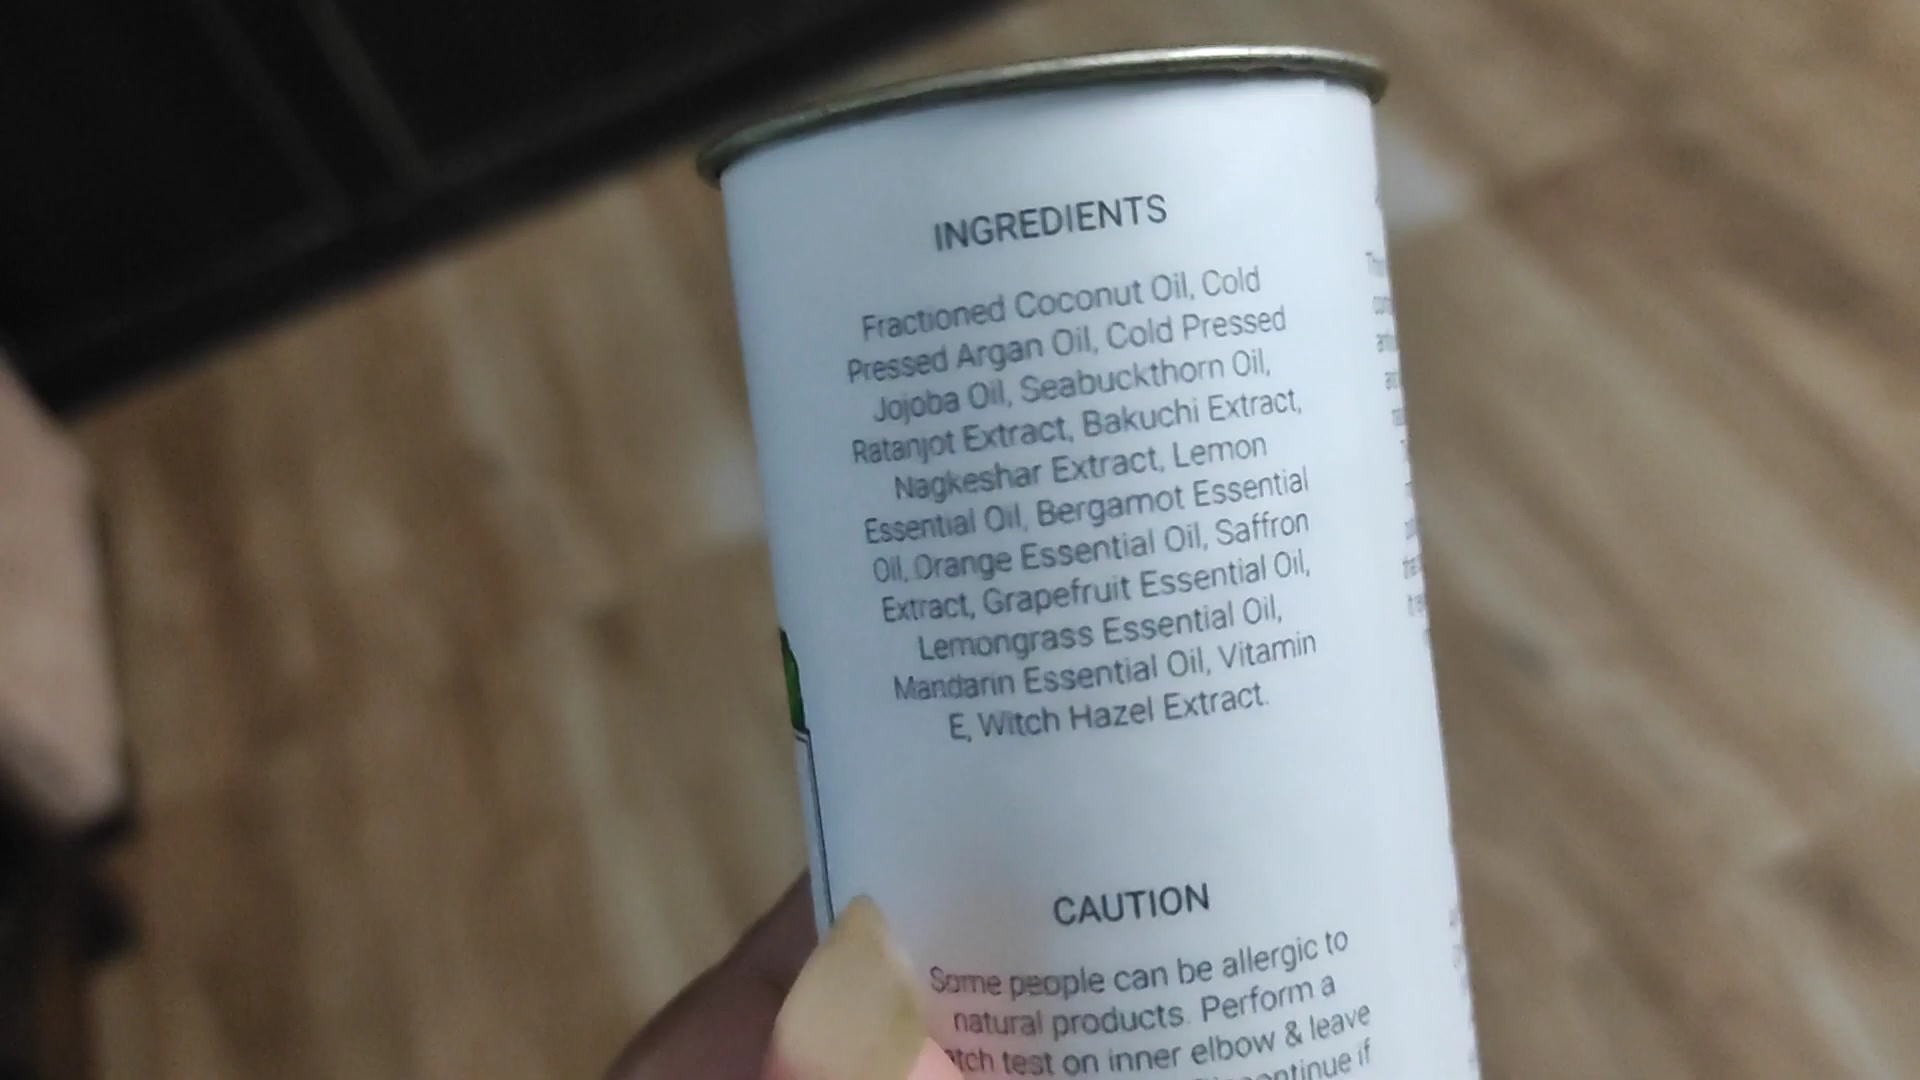 INGREDIENTS
Fractioned Coconut Oil, Cold
Pressed Argan Oil, Cold Pressed
Jojoba Oil, Seabuckthorn Oil,
Ratanjot Extract, Bakuchi Extract,
Nagkeshar Extract, Lemon
Essential Oil, Bergamot Essential
Oil, Orange Essential Oil, Saffron
Extract, Grapefruit Essential Oil,
Lemongrass Essential Oil,
Mandarin Essential Oil, Vitamin
E, Witch Hazel Extract.
CAUTION
Some people can be allergic to
natural products. Perform a
test on inner elbow & leave
if